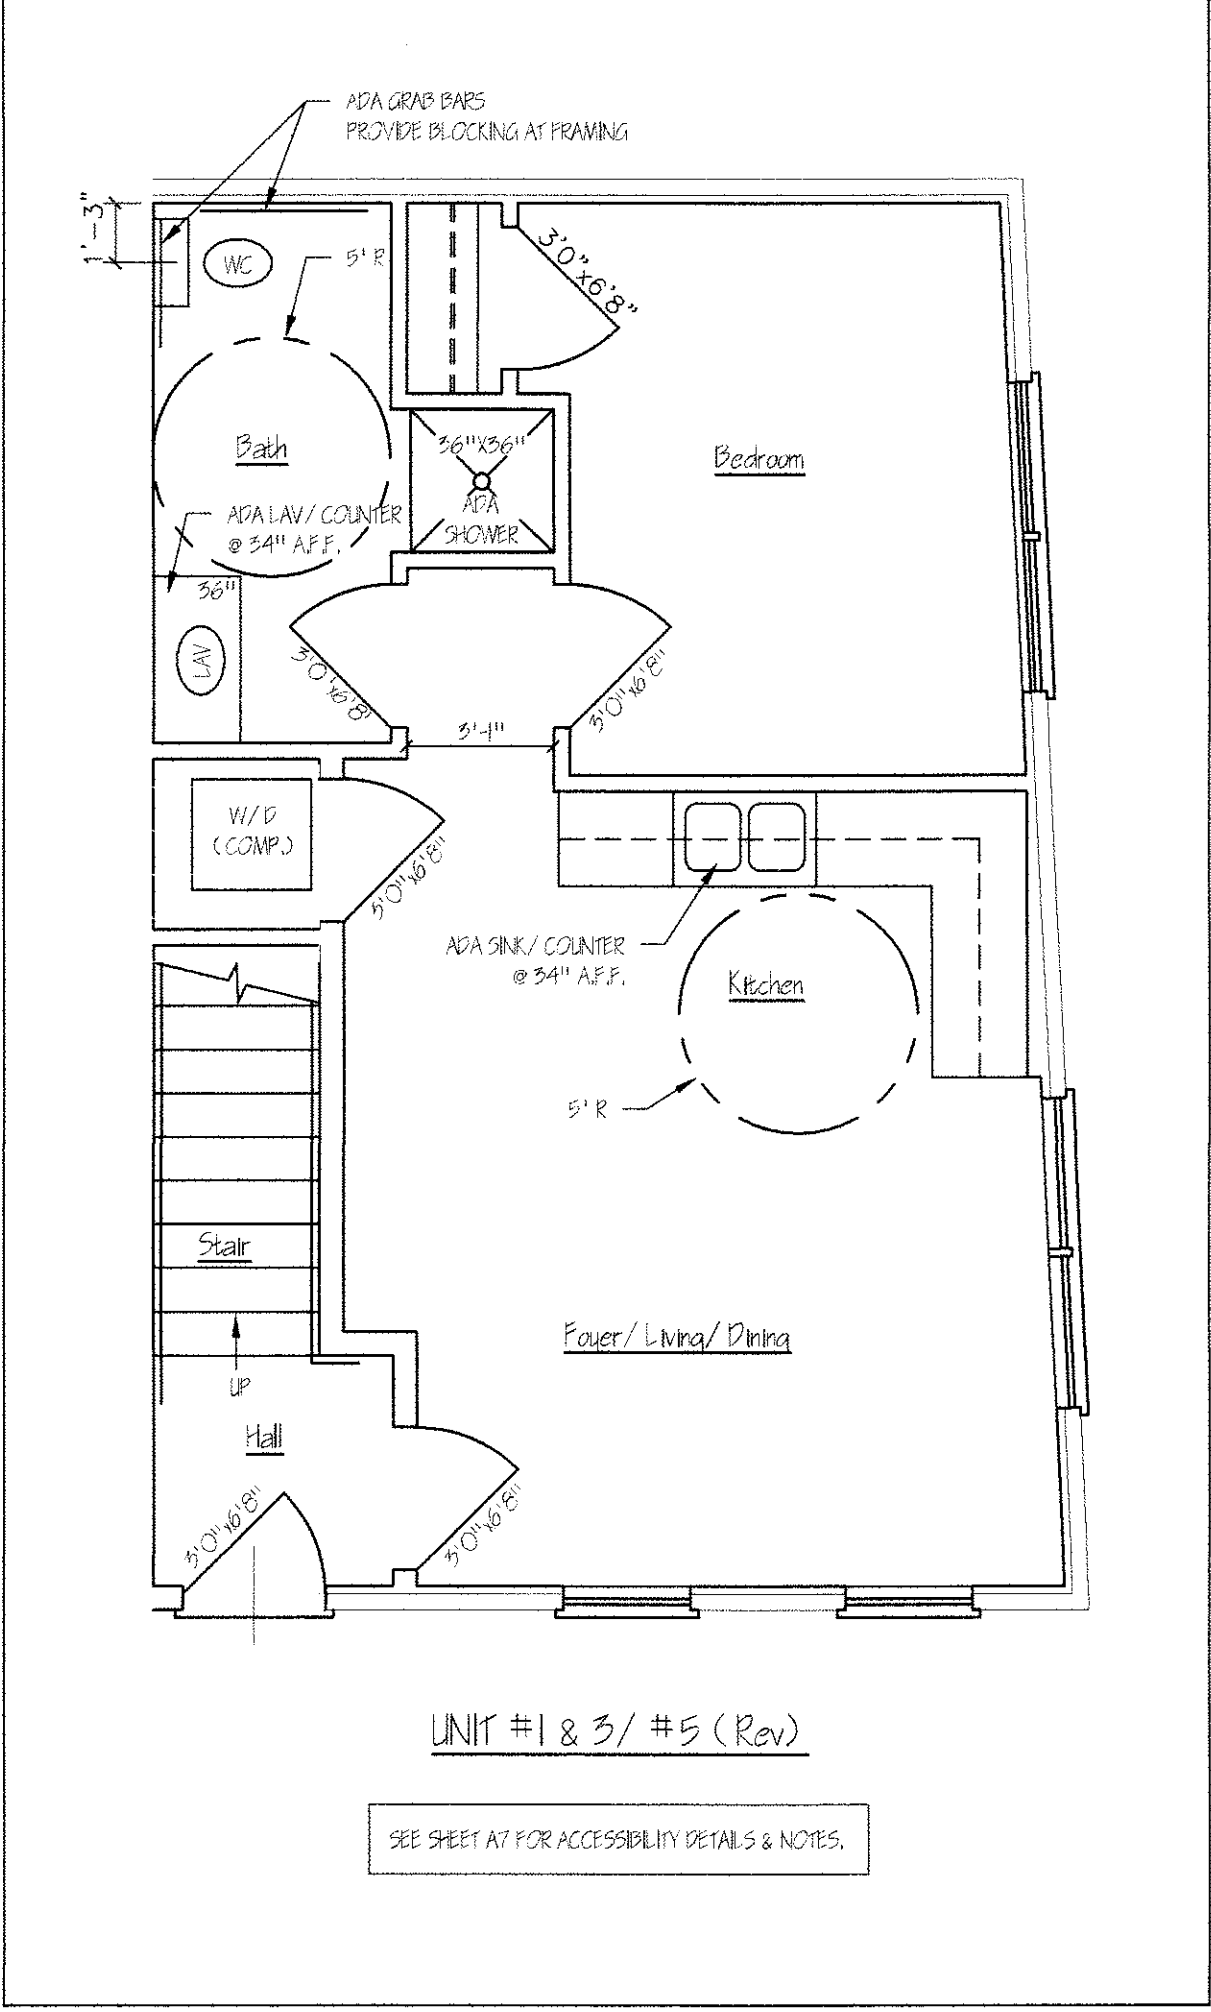 ADA GRAB BARS
PROVIDE BLOCKING AT FRAMING
1'-3"
WC
5' R
3'0"x6'8"
Bath
36"X36"
ADA
SHOWER
Bedroom
ADA LAV/ COUNTER
@ 34" A.F.F.
36"
LAV
3'0"x6'8"
3'0"x6'8"
3'-1"
W/D
(COMP.)
3'0"x6'8"
ADA SINK/ COUNTER
@ 34" A.F.F.
Kitchen
5' R
Stair
UP
Foyer/ Living/ Dining
Hall
3'0"x6'8"
3'0"x6'8"
UNIT #1 & 3/ #5 (Rev)
SEE SHEET A7 FOR ACCESSIBILITY DETAILS & NOTES.